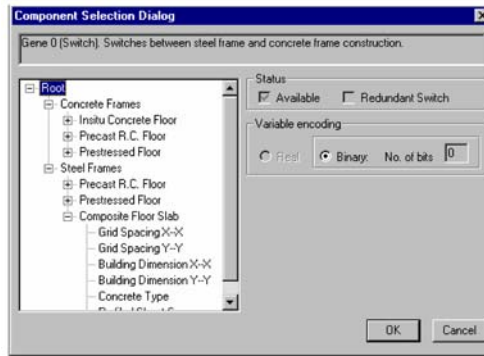 Component Selection Dialog
Gene 0 (Switch). Switches between steel frame and concrete frame construction.
Root
Concrete Frames
Insitu Concrete Floor
Precast R.C. Floor
Prestressed Floor
Steel Frames
Precast R.C. Floor
Prestressed Floor
Composite Floor Slab
Grid Spacing X--X
Grid Spacing Y--Y
Building Dimension X--X
Building Dimension Y--Y
Concrete Type
Status
Available Redundant Switch
Variable encoding
Real Binary: No. of bits 0
OK Cancel